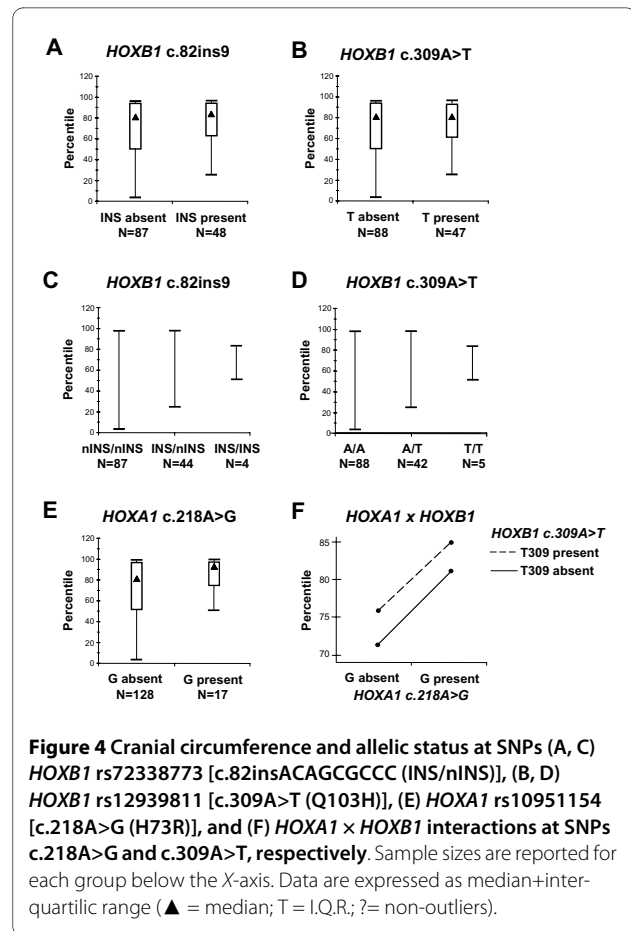 A
HOXB1 c.82ins9
Percentile
120
100
80
60
40
20
0
INS absent INS present
N=87 N=48
B
HOXB1 c.309A>T
Percentile
120
100
80
60
40
20
0
T absent T present
N=88 N=47
C
HOXB1 c.82ins9
Percentile
120
100
80
60
40
20
0
nINS/nINS INS/nINS INS/INS
N=87 N=44 N=4
D
HOXB1 c.309A>T
Percentile
120
100
80
60
40
20
0
A/A A/T T/T
N=88 N=42 N=5
E
HOXA1 c.218A>G
Percentile
120
100
80
60
40
20
0
G absent G present
N=128 N=17
F
HOXA1 x HOXB1
Percentile
85
80
75
70
G absent G present
HOXA1 c.218A>G
HOXB1 c.309A>T
T309 present
T309 absent
Figure 4 Cranial circumference and allelic status at SNPs (A, C)
HOXB1 rs72338773 [c.82insACAGCGCCC (INS/nINS)], (B, D)
HOXB1 rs12939811 [c.309A>T (Q103H)], (E) HOXA1 rs10951154
[c.218A>G (H73R)], and (F) HOXA1 × HOXB1 interactions at SNPs
c.218A>G and c.309A>T, respectively. Sample sizes are reported for
each group below the X-axis. Data are expressed as median+inter-
quartilic range (▲ = median; T = I.Q.R.; ?= non-outliers).